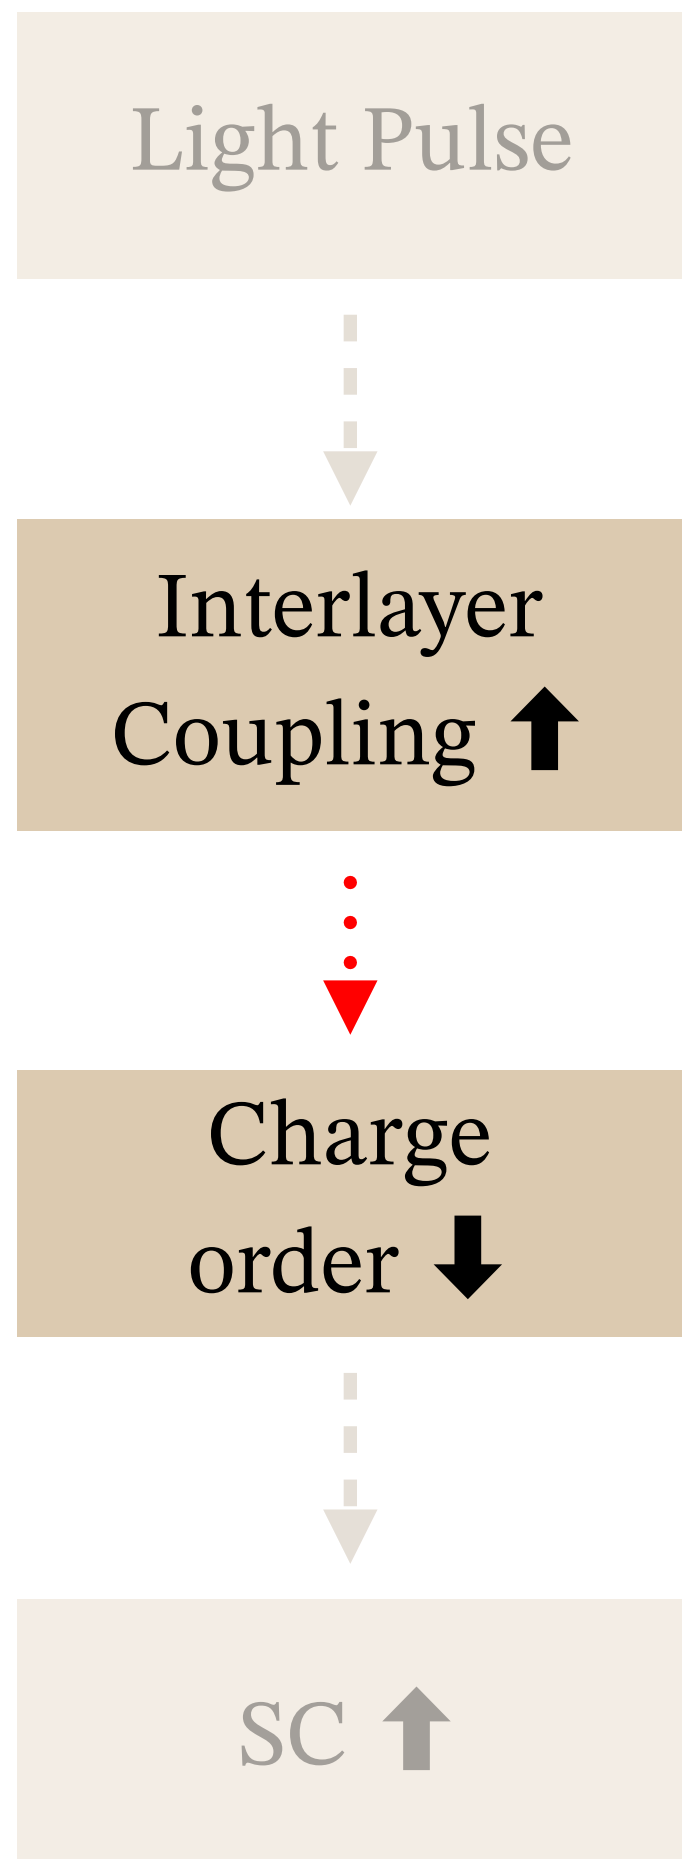 Light Pulse
Interlayer
Coupling ⬆
Charge
order ⬇
SC ⬆